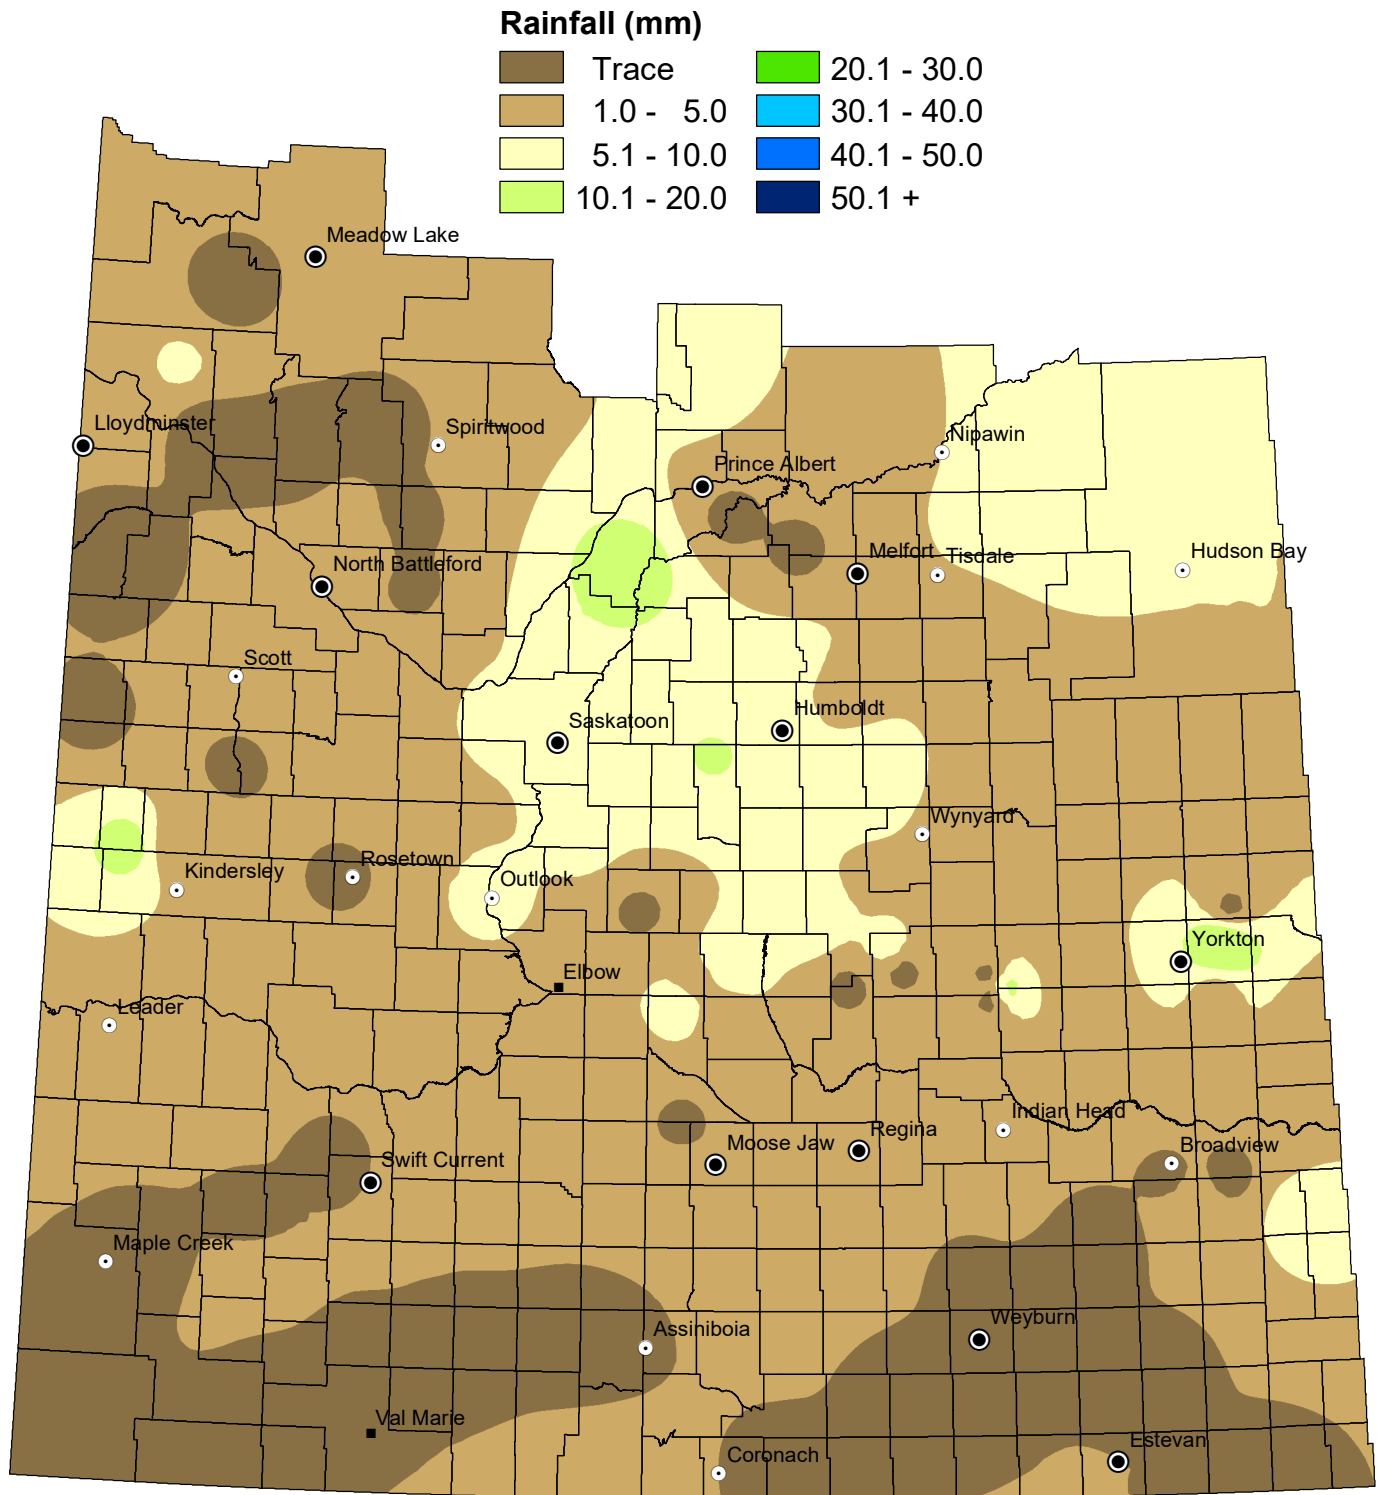 Rainfall (mm)
Trace
20.1 - 30.0
1.0 - 5.0
30.1 - 40.0
5.1 - 10.0
40.1 - 50.0
10.1 - 20.0
50.1 +
Meadow Lake
Lloydminster
Spiritwood
Nipawin
Prince Albert
Melfort
Tisdale
Hudson Bay
North Battleford
Scott
Saskatoon
Humboldt
Wynyard
Kindersley
Rosetown
Outlook
Yorkton
Elbow
Leader
Indian Head
Regina
Moose Jaw
Broadview
Swift Current
Maple Creek
Assiniboia
Weyburn
Val Marie
Coronach
Estevan